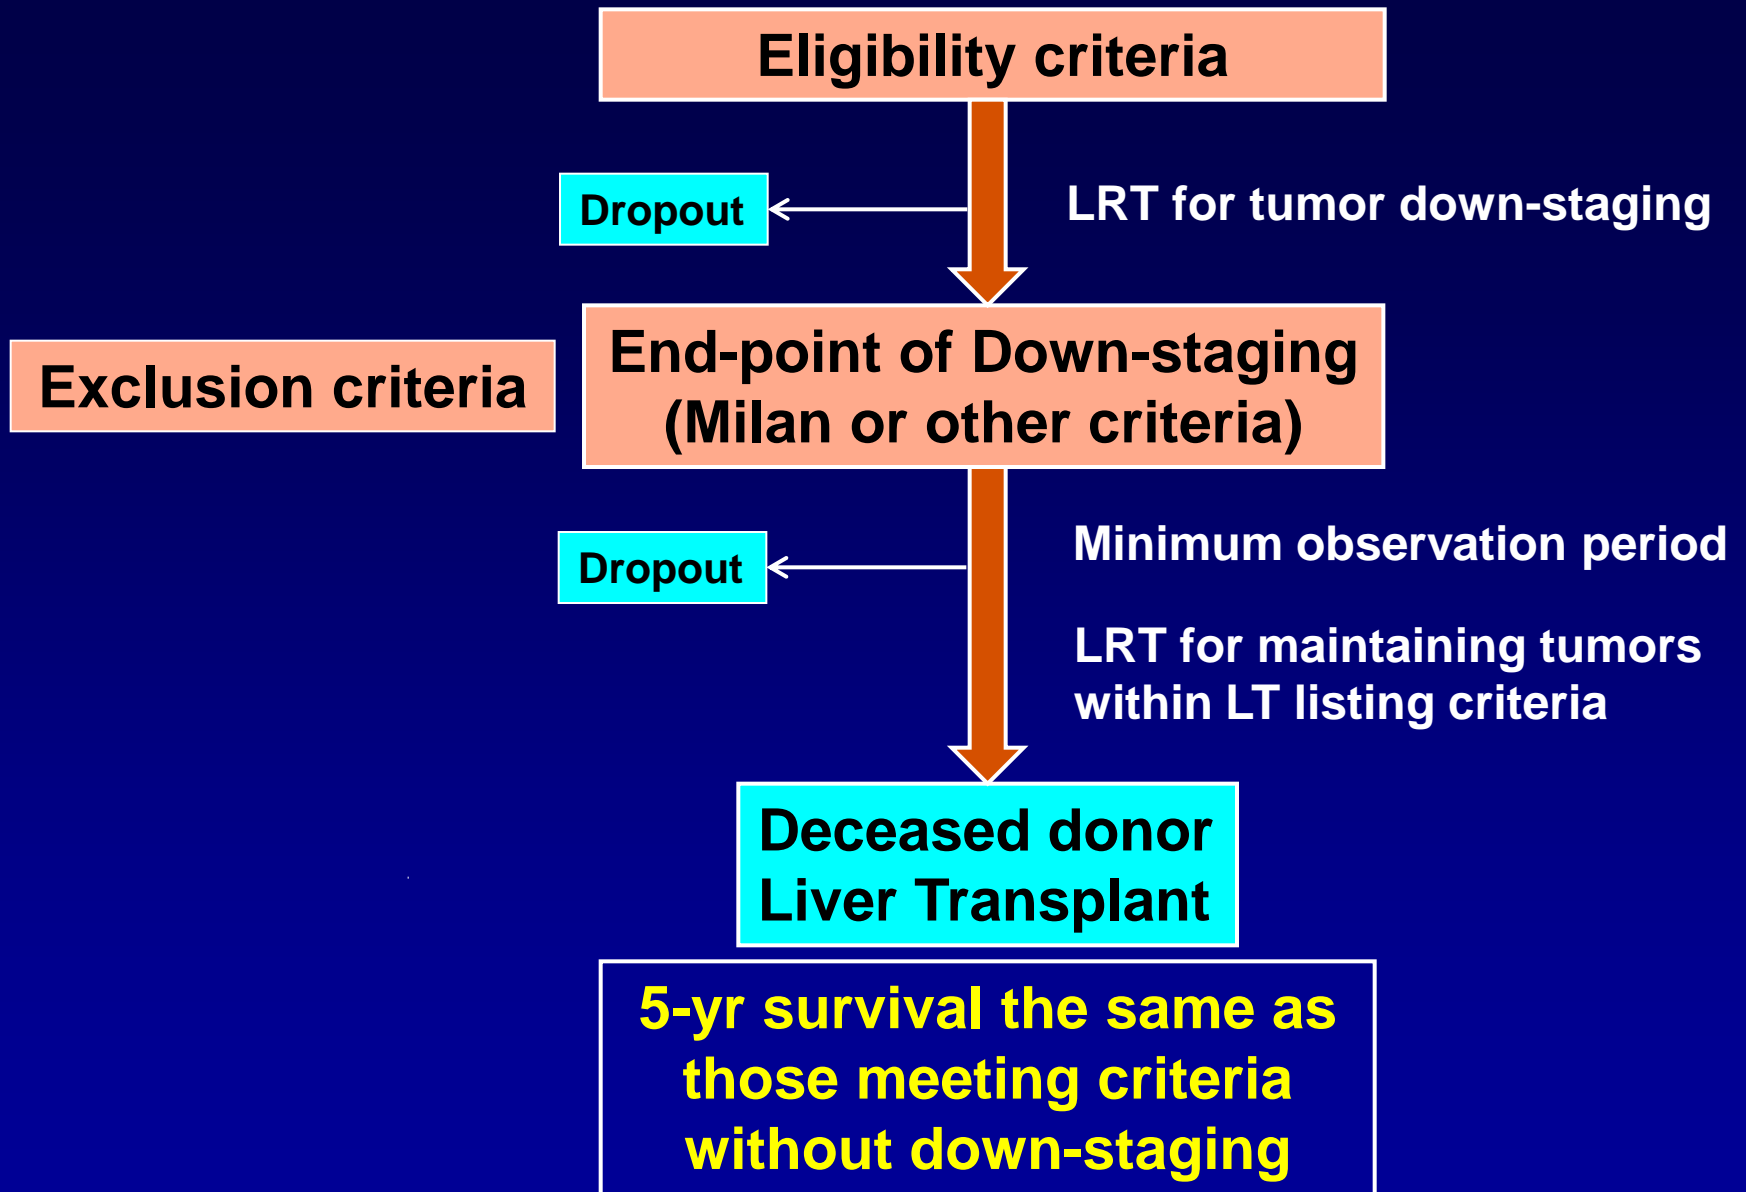 Eligibility criteria
Dropout
LRT for tumor down-staging
Exclusion criteria
End-point of Down-staging
(Milan or other criteria)
Dropout
Minimum observation period
LRT for maintaining tumors
within LT listing criteria
Deceased donor
Liver Transplant
5-yr survival the same as
those meeting criteria
without down-staging